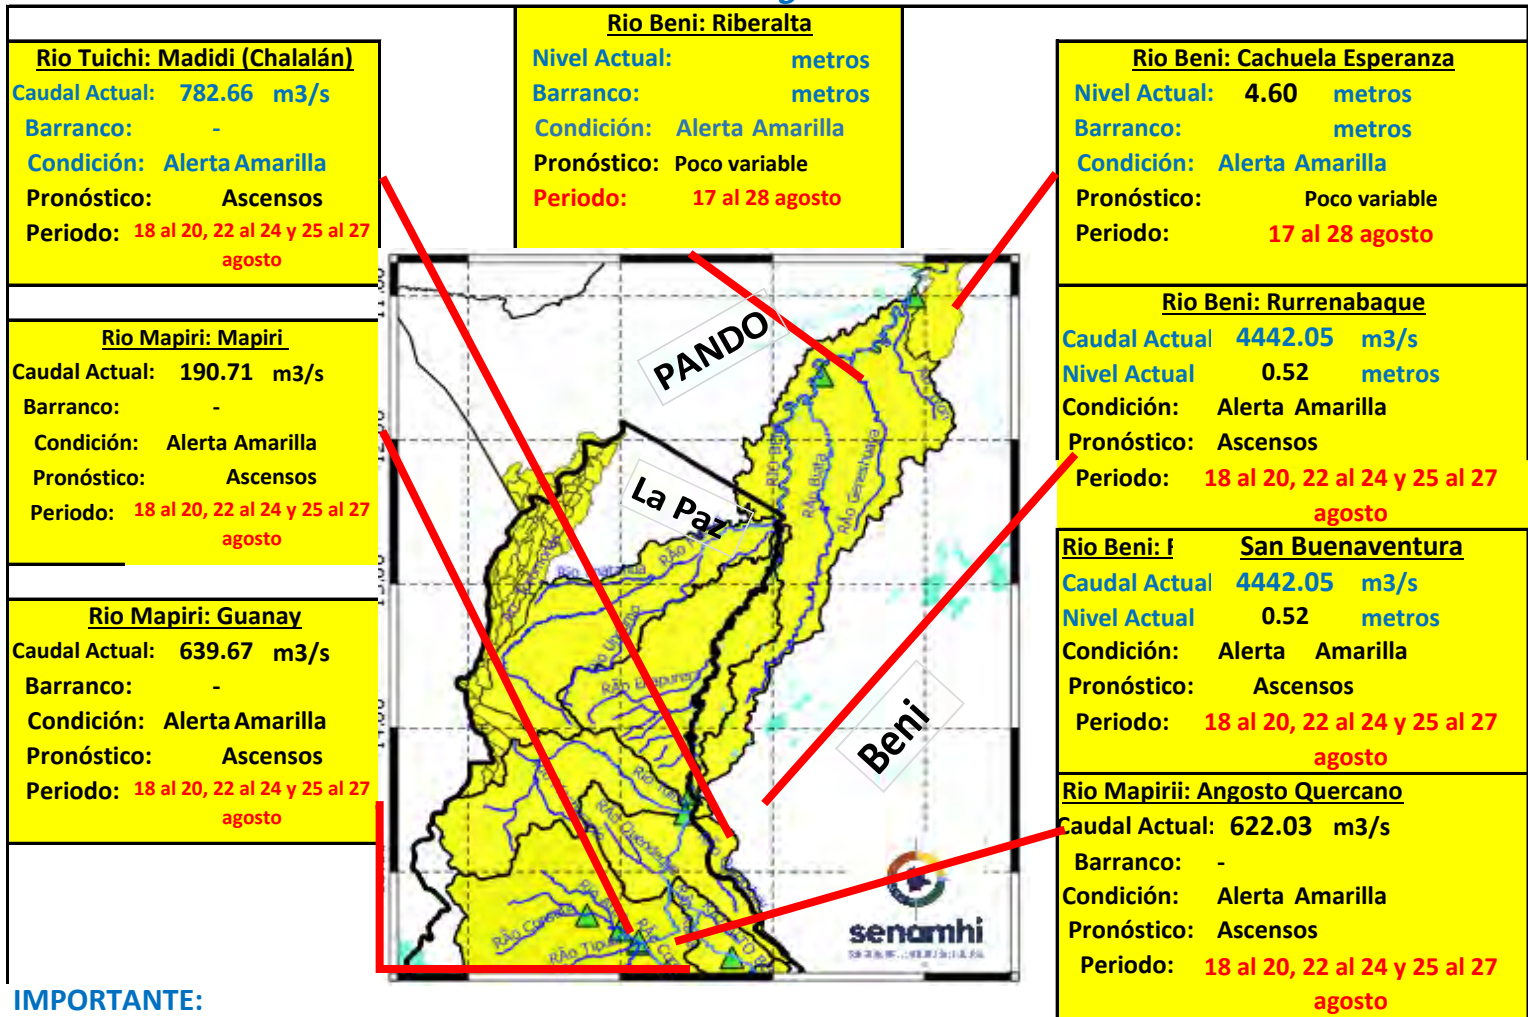 Rio Tuichi: Madidi (Chalalán)
Caudal Actual: 782.66 m3/s
Barranco: -
Condición: Alerta Amarilla
Pronóstico: Ascensos
Periodo: 18 al 20, 22 al 24 y 25 al 27
agosto
Rio Mapiri: Mapiri
Caudal Actual: 190.71 m3/s
Barranco: -
Condición: Alerta Amarilla
Pronóstico: Ascensos
Periodo: 18 al 20, 22 al 24 y 25 al 27
agosto
Rio Mapiri: Guanay
Caudal Actual: 639.67 m3/s
Barranco: -
Condición: Alerta Amarilla
Pronóstico: Ascensos
Periodo: 18 al 20, 22 al 24 y 25 al 27
agosto
Rio Beni: Riberalta
Nivel Actual: metros
Barranco: metros
Condición: Alerta Amarilla
Pronóstico: Poco variable
Periodo: 17 al 28 agosto
PANDO
La Paz
Beni
RÃo Biata
RÃo Geneshuaya
senamhi
Rio Beni: Cachuela Esperanza
Nivel Actual: 4.60 metros
Barranco: metros
Condición: Alerta Amarilla
Pronóstico: Poco variable
Periodo: 17 al 28 agosto
Rio Beni: Rurrenabaque
Caudal Actual 4442.05 m3/s
Nivel Actual 0.52 metros
Condición: Alerta Amarilla
Pronóstico: Ascensos
Periodo: 18 al 20, 22 al 24 y 25 al 27
agosto
Rio Beni: San Buenaventura
Caudal Actual 4442.05 m3/s
Nivel Actual 0.52 metros
Condición: Alerta Amarilla
Pronóstico: Ascensos
Periodo: 18 al 20, 22 al 24 y 25 al 27
agosto
Rio Mapirii: Angosto Quercano
Caudal Actual: 622.03 m3/s
Barranco: -
Condición: Alerta Amarilla
Pronóstico: Ascensos
Periodo: 18 al 20, 22 al 24 y 25 al 27
agosto
IMPORTANTE: